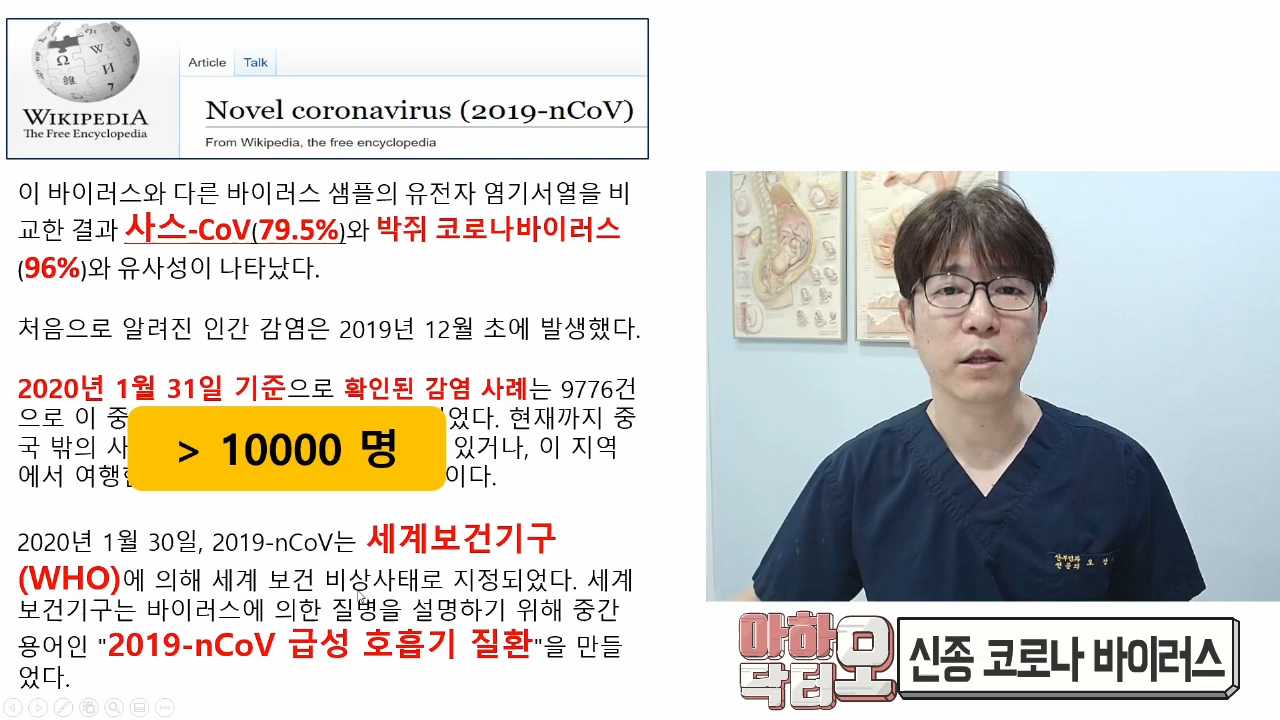 WIKIPEDIA
The Free Encyclopedia
Article Talk
Novel coronavirus (2019-nCoV)
From Wikipedia, the free encyclopedia
이 바이러스와 다른 바이러스 샘플의 유전자 염기서열을 비
교한 결과 사스-CoV(79.5%)와 박쥐 코로나바이러스
(96%)와 유사성이 나타났다.
처음으로 알려진 인간 감염은 2019년 12월 초에 발생했다.
2020년 1월 31일 기준으로 확인된 감염 사례는 9776건
으로 이 중 었다. 현재까지 중
국 밖의 사 있거나, 이 지역
에서 여행 이다.
> 10000 명
2020년 1월 30일, 2019-nCoV는 세계보건기구
(WHO)에 의해 세계 보건 비상사태로 지정되었다. 세계
보건기구는 바이러스에 의한 질병을 설명하기 위해 중간
용어인 "2019-nCoV 급성 호흡기 질환"을 만들
었다.
전문의 오
아하
닥터오
신종 코로나 바이러스